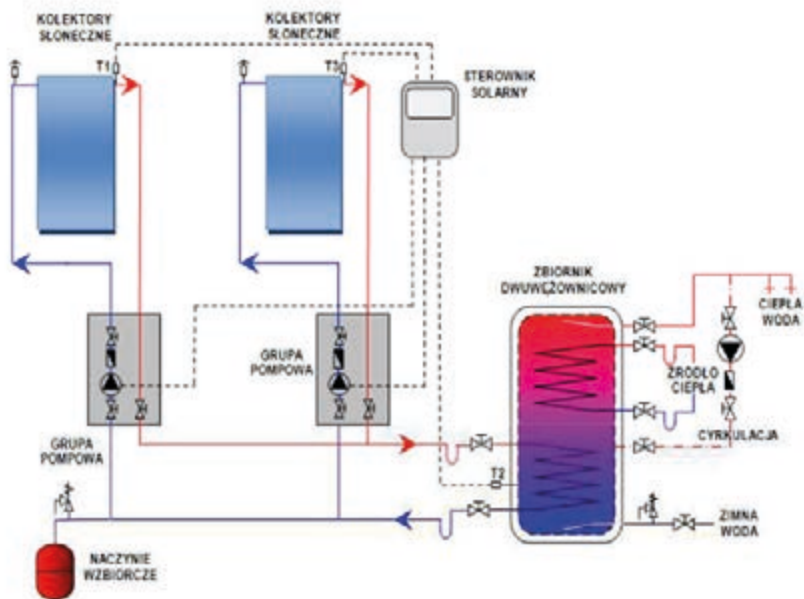 KOLEKTORY
SŁONECZNE
KOLEKTORY
SŁONECZNE
T1
T3
STEROWNIK
SOLARNY
ZBIORNIK
DWUWĘŻOWNICOWY
CIEPŁA
WODA
GRUPA
POMPOWA
ŹRÓDŁO
CIEPŁA
CYRKULACJA
GRUPA
POMPOWA
T2
ZIMNA
WODA
NACZYNIE
WZBIORCZE